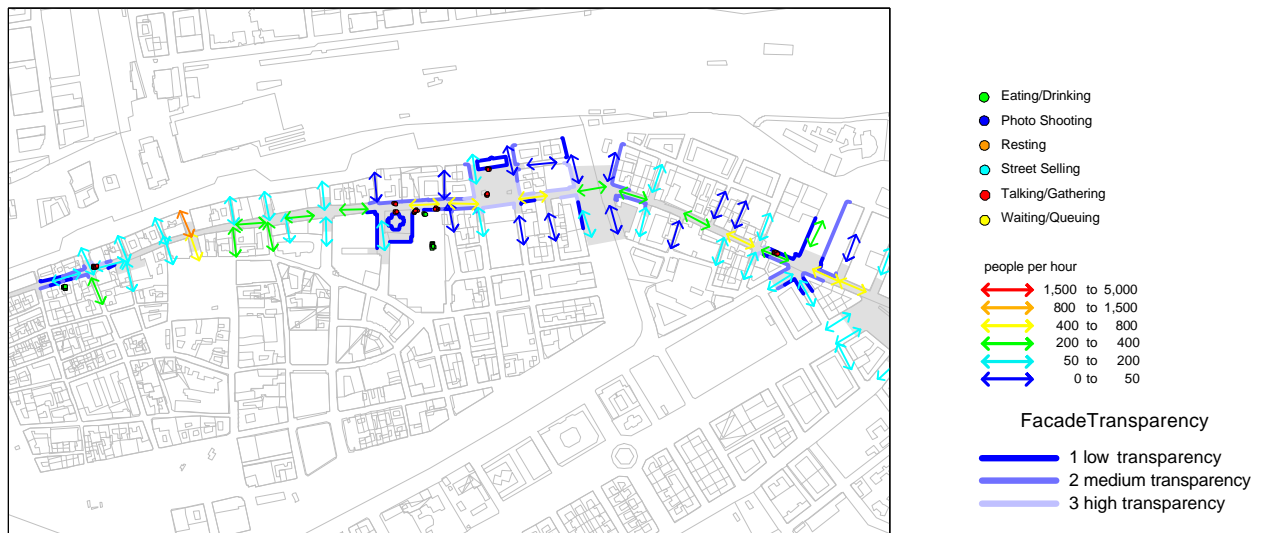 Eating/Drinking
Photo Shooting
Resting
Street Selling
Talking/Gathering
Waiting/Queuing
people per hour
1,500 to 5,000
800 to 1,500
400 to 800
200 to 400
50 to 200
0 to 50
FacadeTransparency
1 low transparency
2 medium transparency
3 high transparency